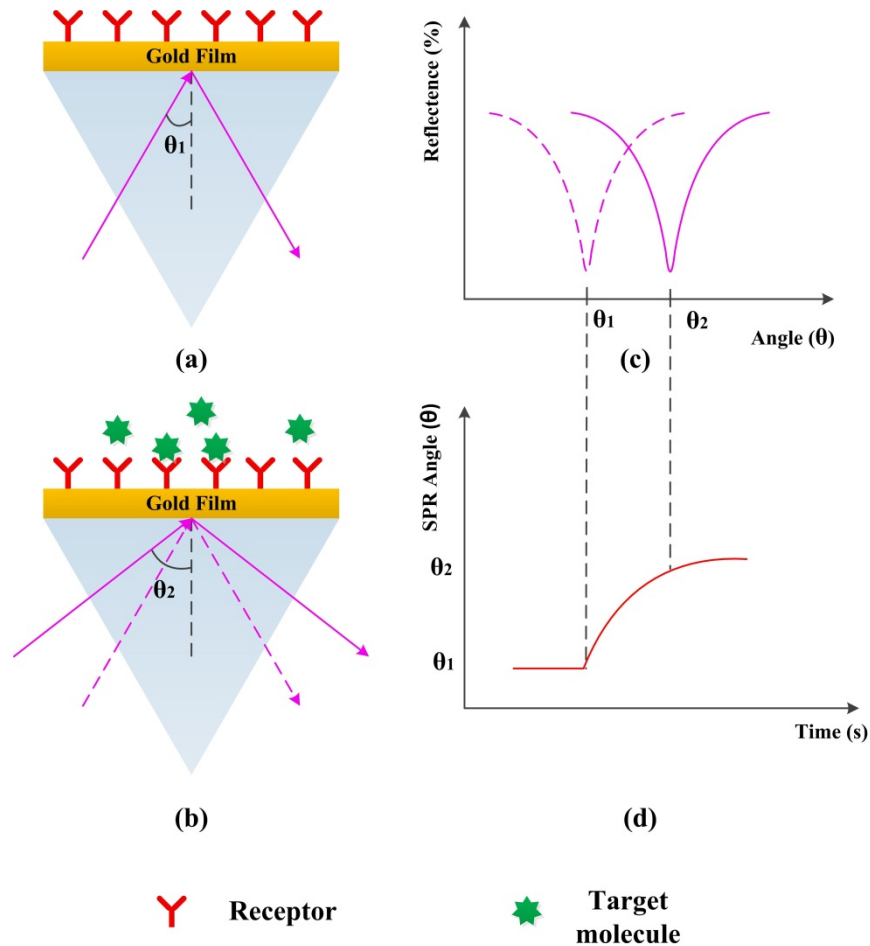 Gold Film
θ1
(a)
Gold Film
θ2
(b)
Reflectence (%)
θ1
θ2
Angle (θ)
(c)
SPR Angle (θ)
θ2
θ1
Time (s)
(d)
Receptor
Target
molecule